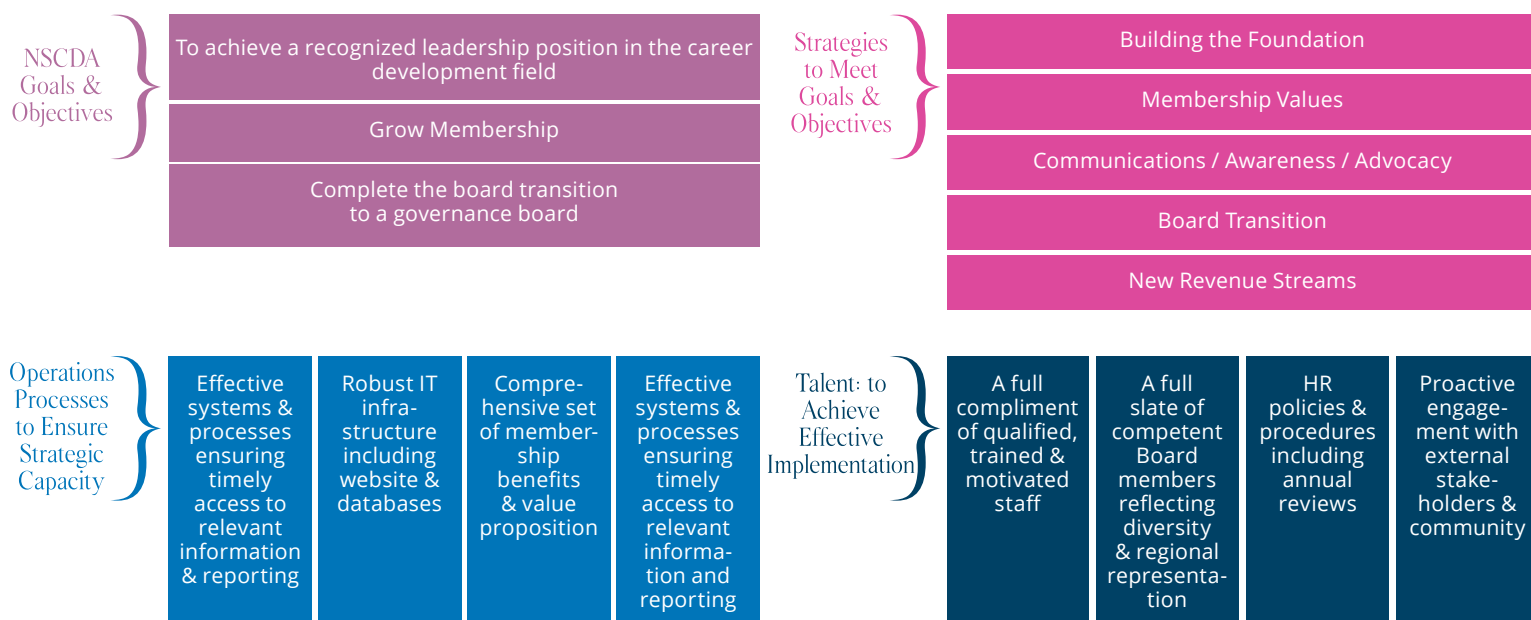 NSCDA
Goals &
Objectives
To achieve a recognized leadership position in the career
development field
Grow Membership
Complete the board transition
to a governance board
Strategies
to Meet
Goals &
Objectives
Building the Foundation
Membership Values
Communications / Awareness / Advocacy
Board Transition
New Revenue Streams
Operations
Processes
to Ensure
Strategic
Capacity
Effective
systems &
processes
ensuring
timely
access to
relevant
information
& reporting
Robust IT
infra-
structure
including
website &
databases
Compre-
hensive set
of member-
ship
benefits
& value
proposition
Effective
systems &
processes
ensuring
timely
access to
relevant
informa-
tion and
reporting
Talent: to
Achieve
Effective
Implementation
A full
compliment
of qualified,
trained &
motivated
staff
A full
slate of
competent
Board
members
reflecting
diversity
& regional
representa-
tion
HR
policies &
procedures
including
annual
reviews
Proactive
engage-
ment with
external
stake-
holders &
community